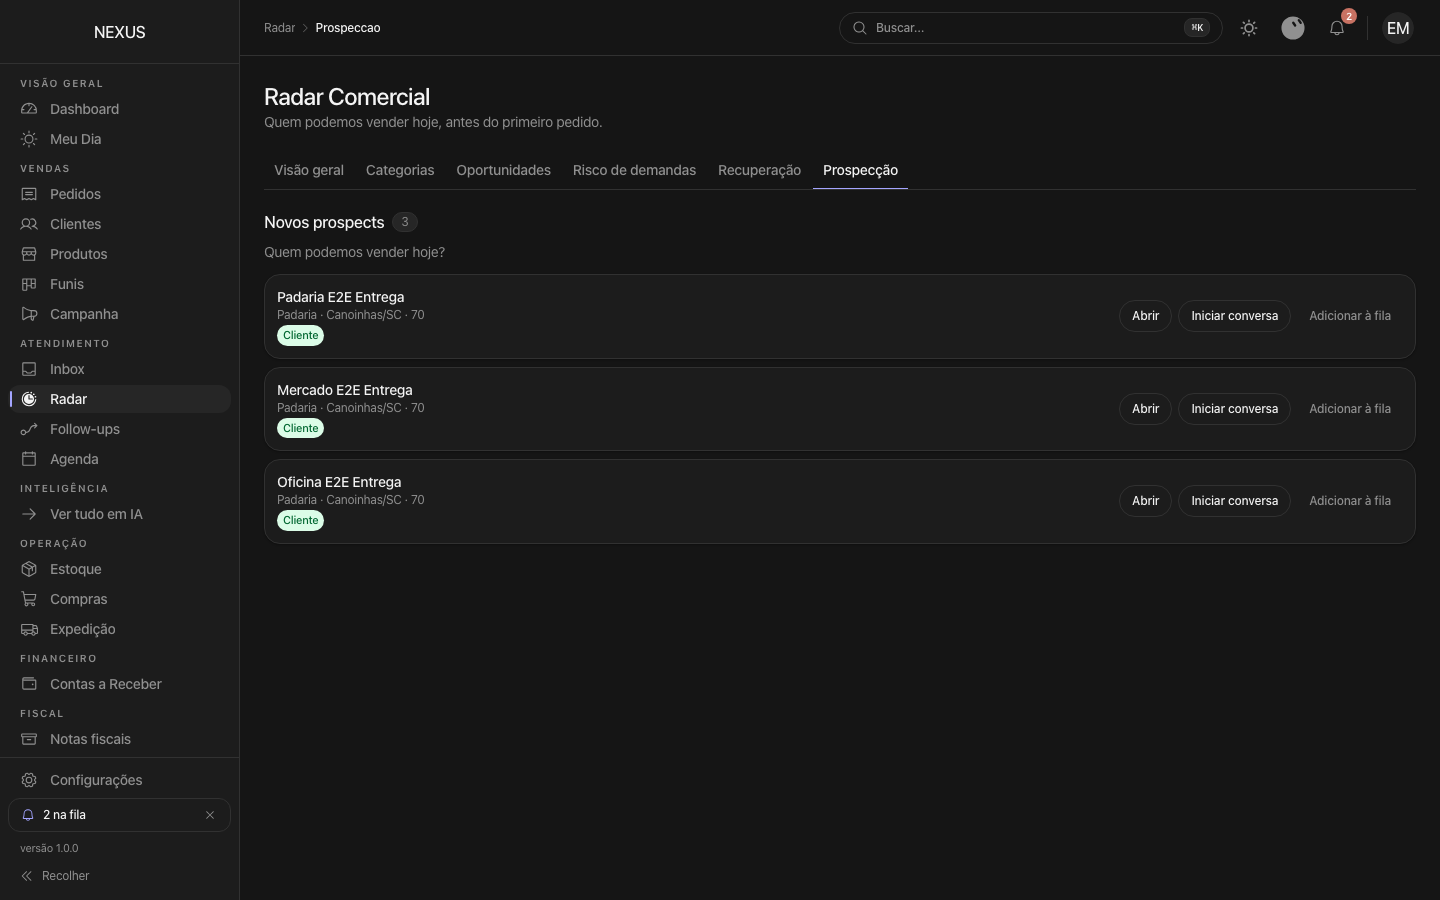 NEXUS
VISÃO GERAL
Dashboard
Meu Dia
VENDAS
Pedidos
Clientes
Produtos
Funis
Campanha
ATENDIMENTO
Inbox
Radar
Follow-ups
Agenda
INTELIGÊNCIA
Ver tudo em IA
OPERAÇÃO
Estoque
Compras
Expedição
FINANCEIRO
Contas a Receber
FISCAL
Notas fiscais
Configurações
2 na fila
versão 1.0.0
Recolher
Radar Prospeccao
Buscar...
⌘K
2
EM
Radar Comercial
Quem podemos vender hoje, antes do primeiro pedido.
Visão geral Categorias Oportunidades Risco de demandas Recuperação Prospecção
Novos prospects 3
Quem podemos vender hoje?
Padaria E2E Entrega
Padaria · Canoinhas/SC · 70
Cliente
Abrir Iniciar conversa Adicionar à fila
Mercado E2E Entrega
Padaria · Canoinhas/SC · 70
Cliente
Abrir Iniciar conversa Adicionar à fila
Oficina E2E Entrega
Padaria · Canoinhas/SC · 70
Cliente
Abrir Iniciar conversa Adicionar à fila